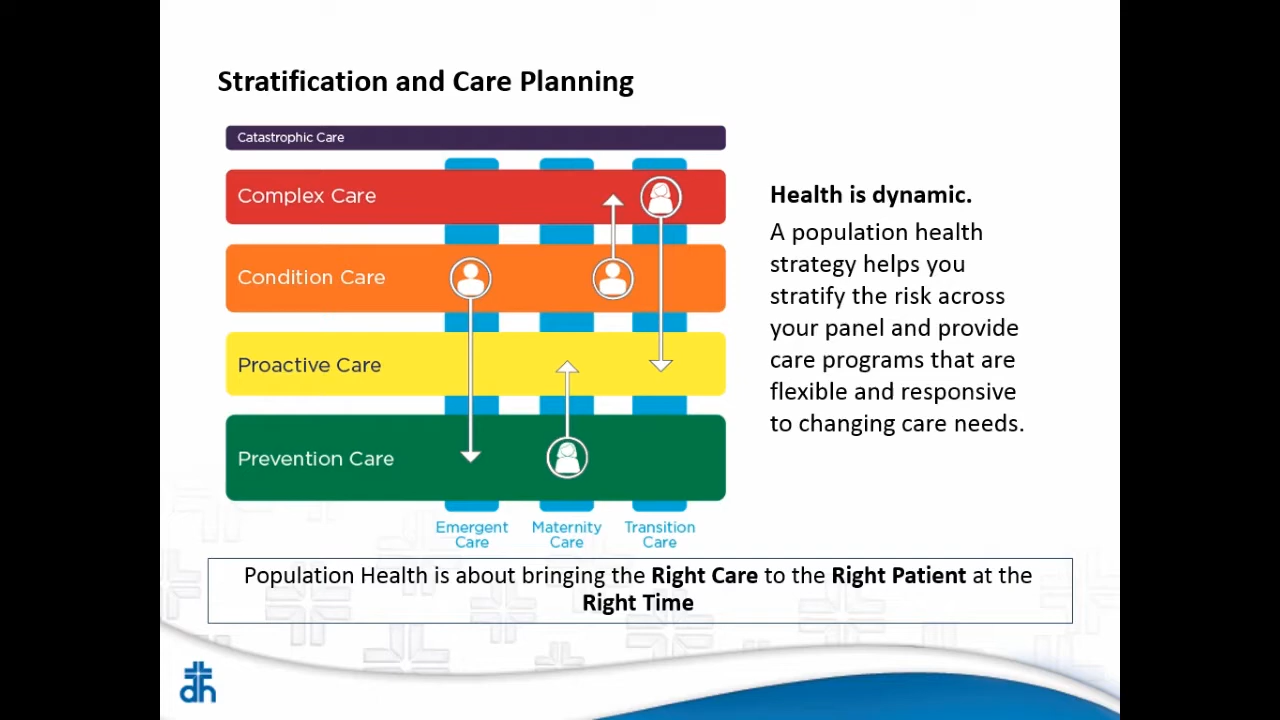 Stratification and Care Planning
Catastrophic Care
Complex Care
Condition Care
Proactive Care
Prevention Care
Emergent
Care
Maternity
Care
Transition
Care
Health is dynamic.
A population health
strategy helps you
stratify the risk across
your panel and provide
care programs that are
flexible and responsive
to changing care needs.
Population Health is about bringing the Right Care to the Right Patient at the
Right Time
dh